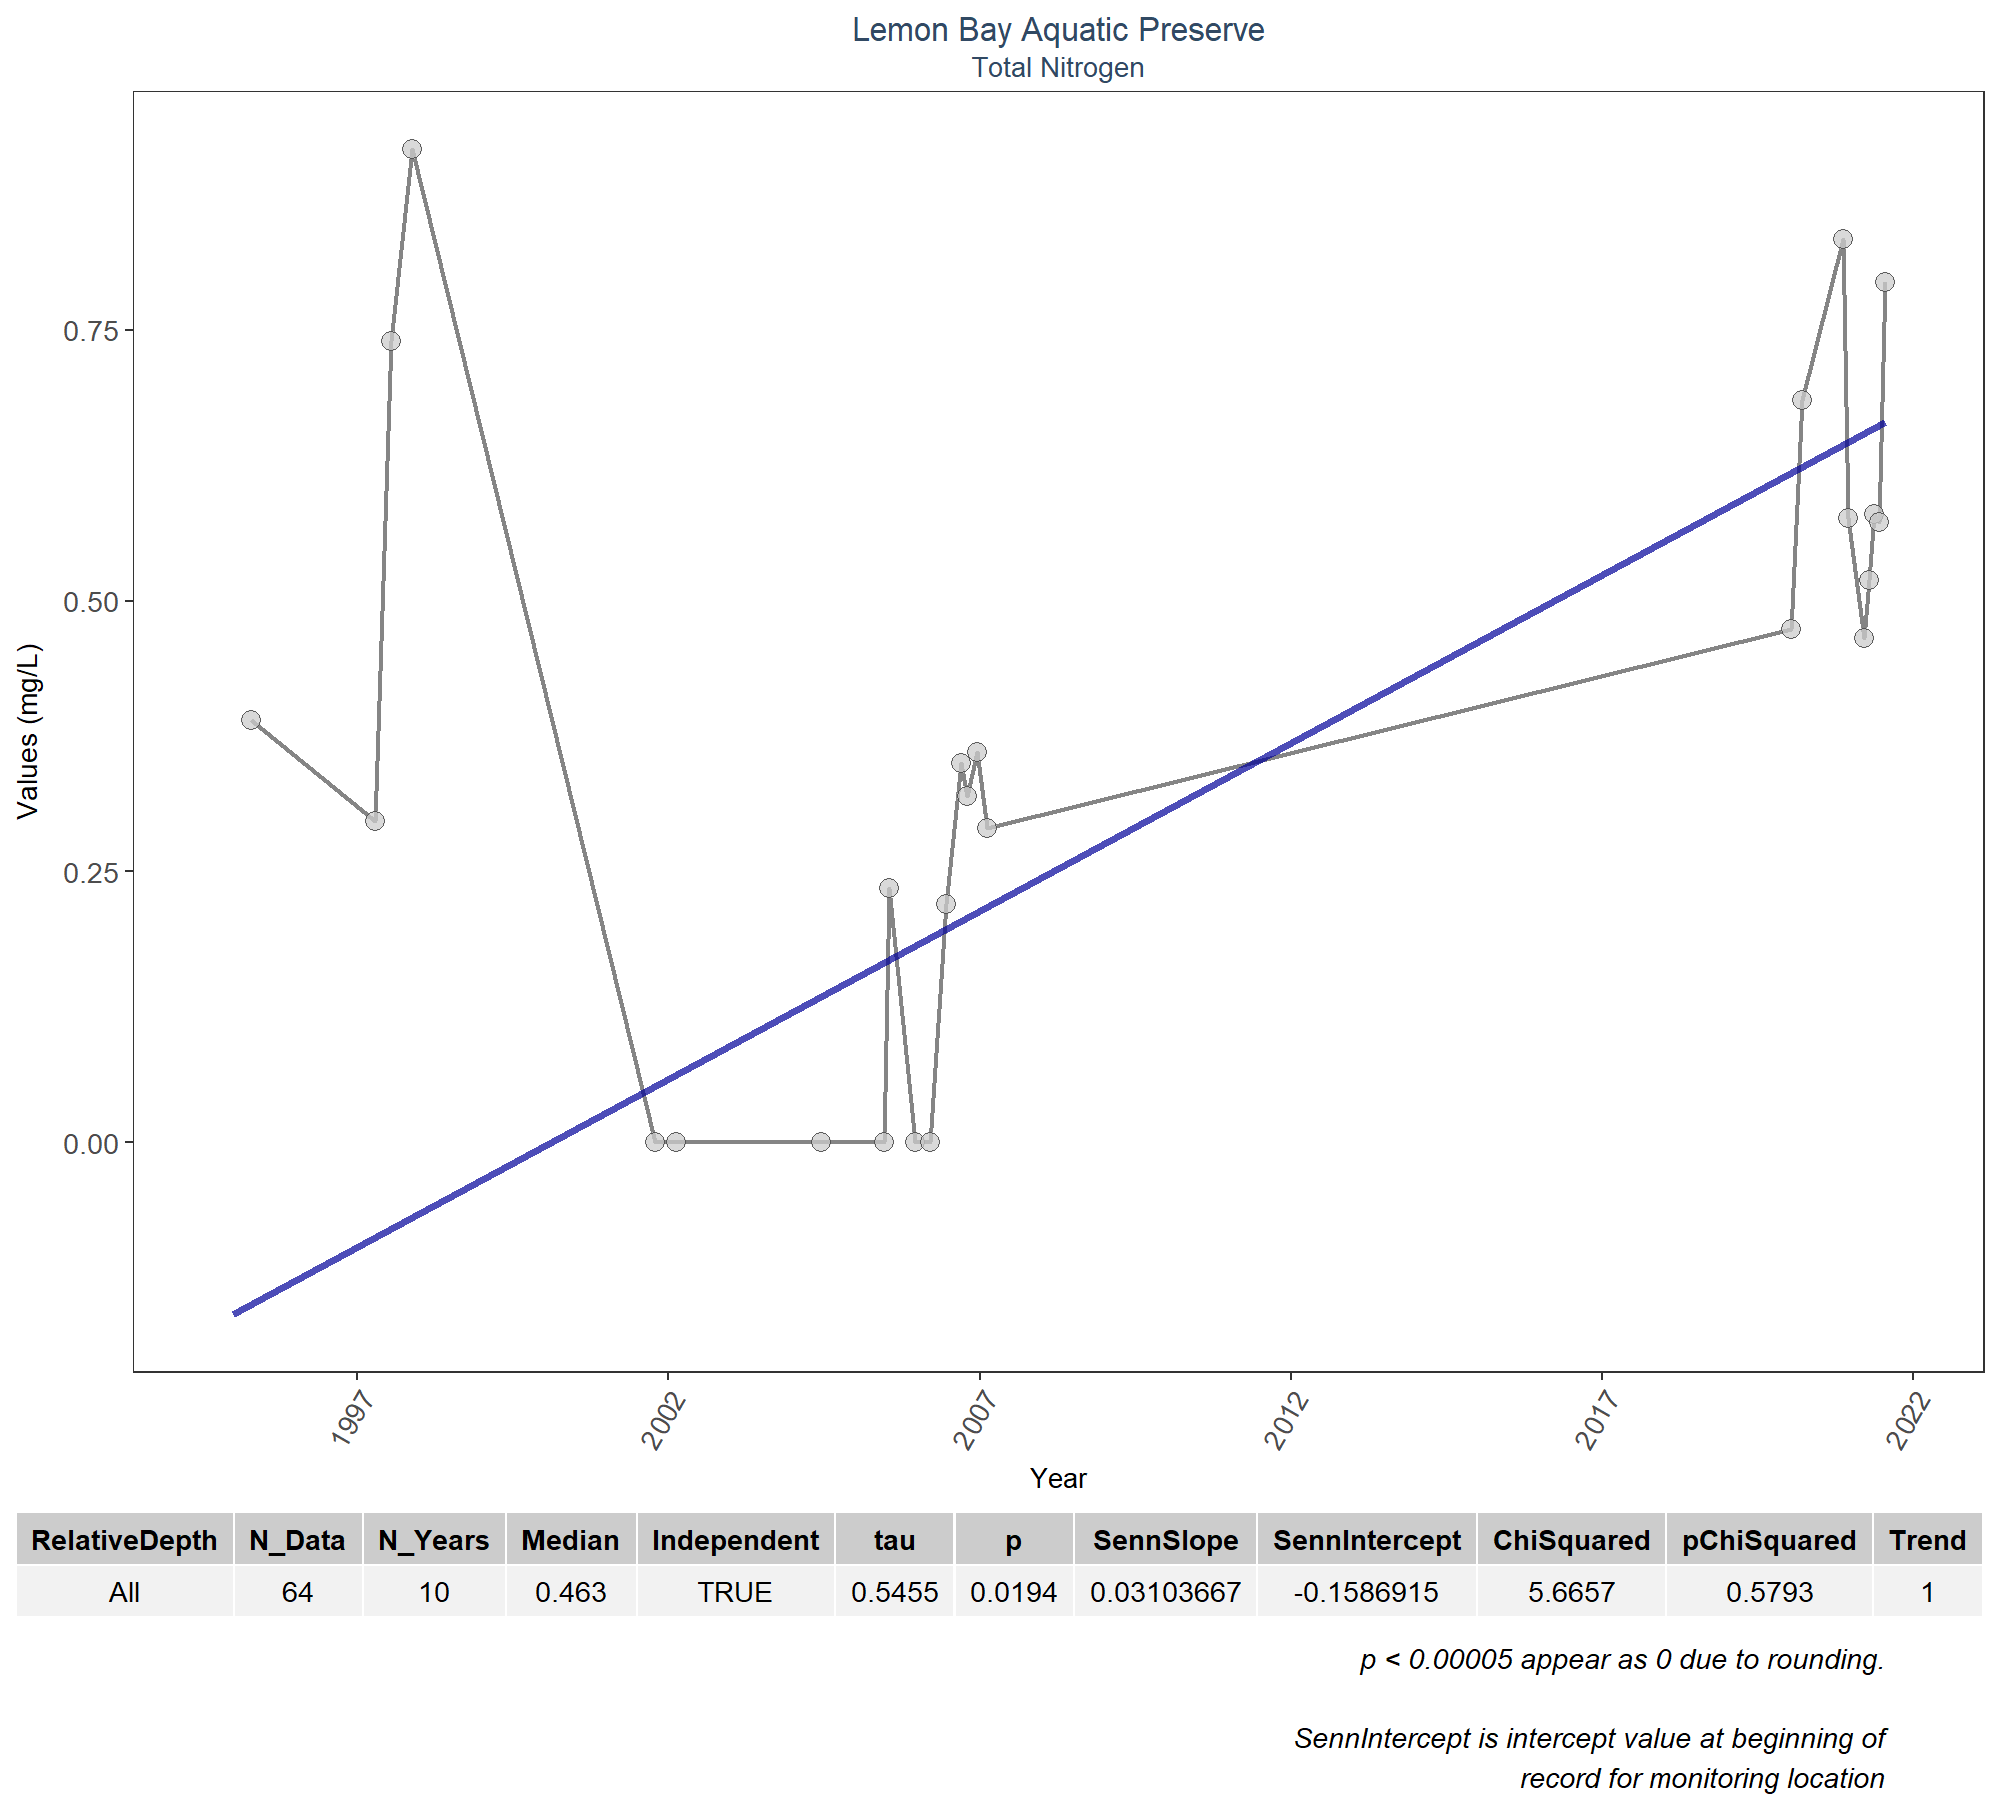 Lemon Bay Aquatic Preserve
Total Nitrogen
Values (mg/L)
0.75
0.50
0.25
0.00
1997 2002 2007 2012 2017 2022
Year
RelativeDepth N_Data N_Years Median Independent tau p SennSlope SennIntercept ChiSquared pChiSquared Trend
All 64 10 0.463 TRUE 0.5455 0.0194 0.03103667 -0.1586915 5.6657 0.5793 1
p < 0.00005 appear as 0 due to rounding.
SennIntercept is intercept value at beginning of
record for monitoring location